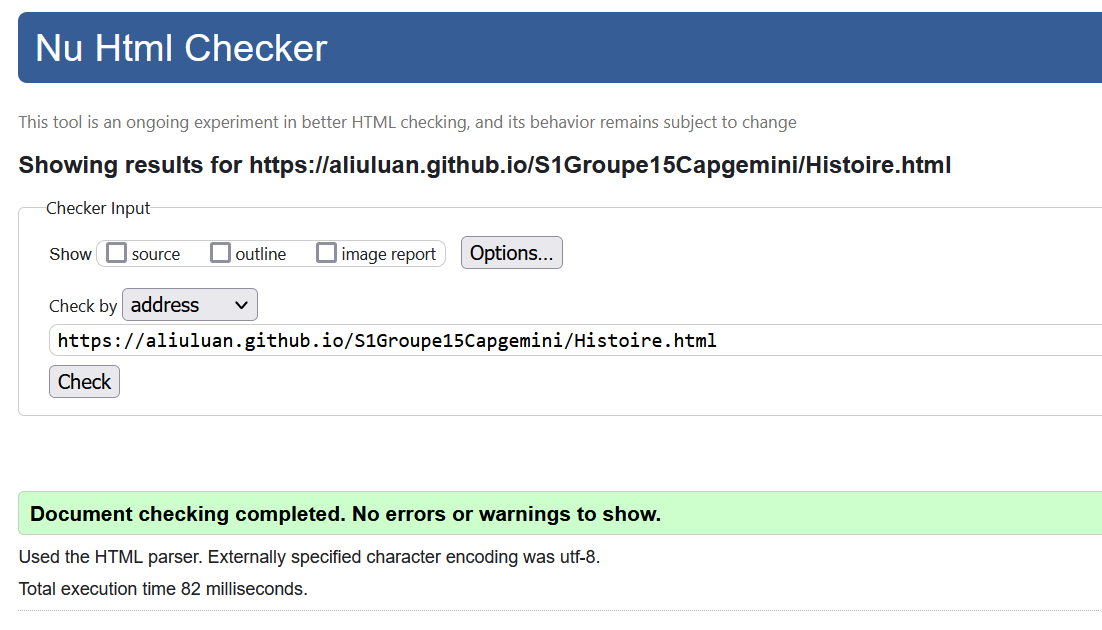 Nu Html Checker
This tool is an ongoing experiment in better HTML checking, and its behavior remains subject to change
Showing results for https://aliuluan.github.io/S1Groupe15Capgemini/Histoire.html
Checker Input
Show source outline image report Options...
Check by address
https://aliuluan.github.io/S1Groupe15Capgemini/Histoire.html
Check
Document checking completed. No errors or warnings to show.
Used the HTML parser. Externally specified character encoding was utf-8.
Total execution time 82 milliseconds.